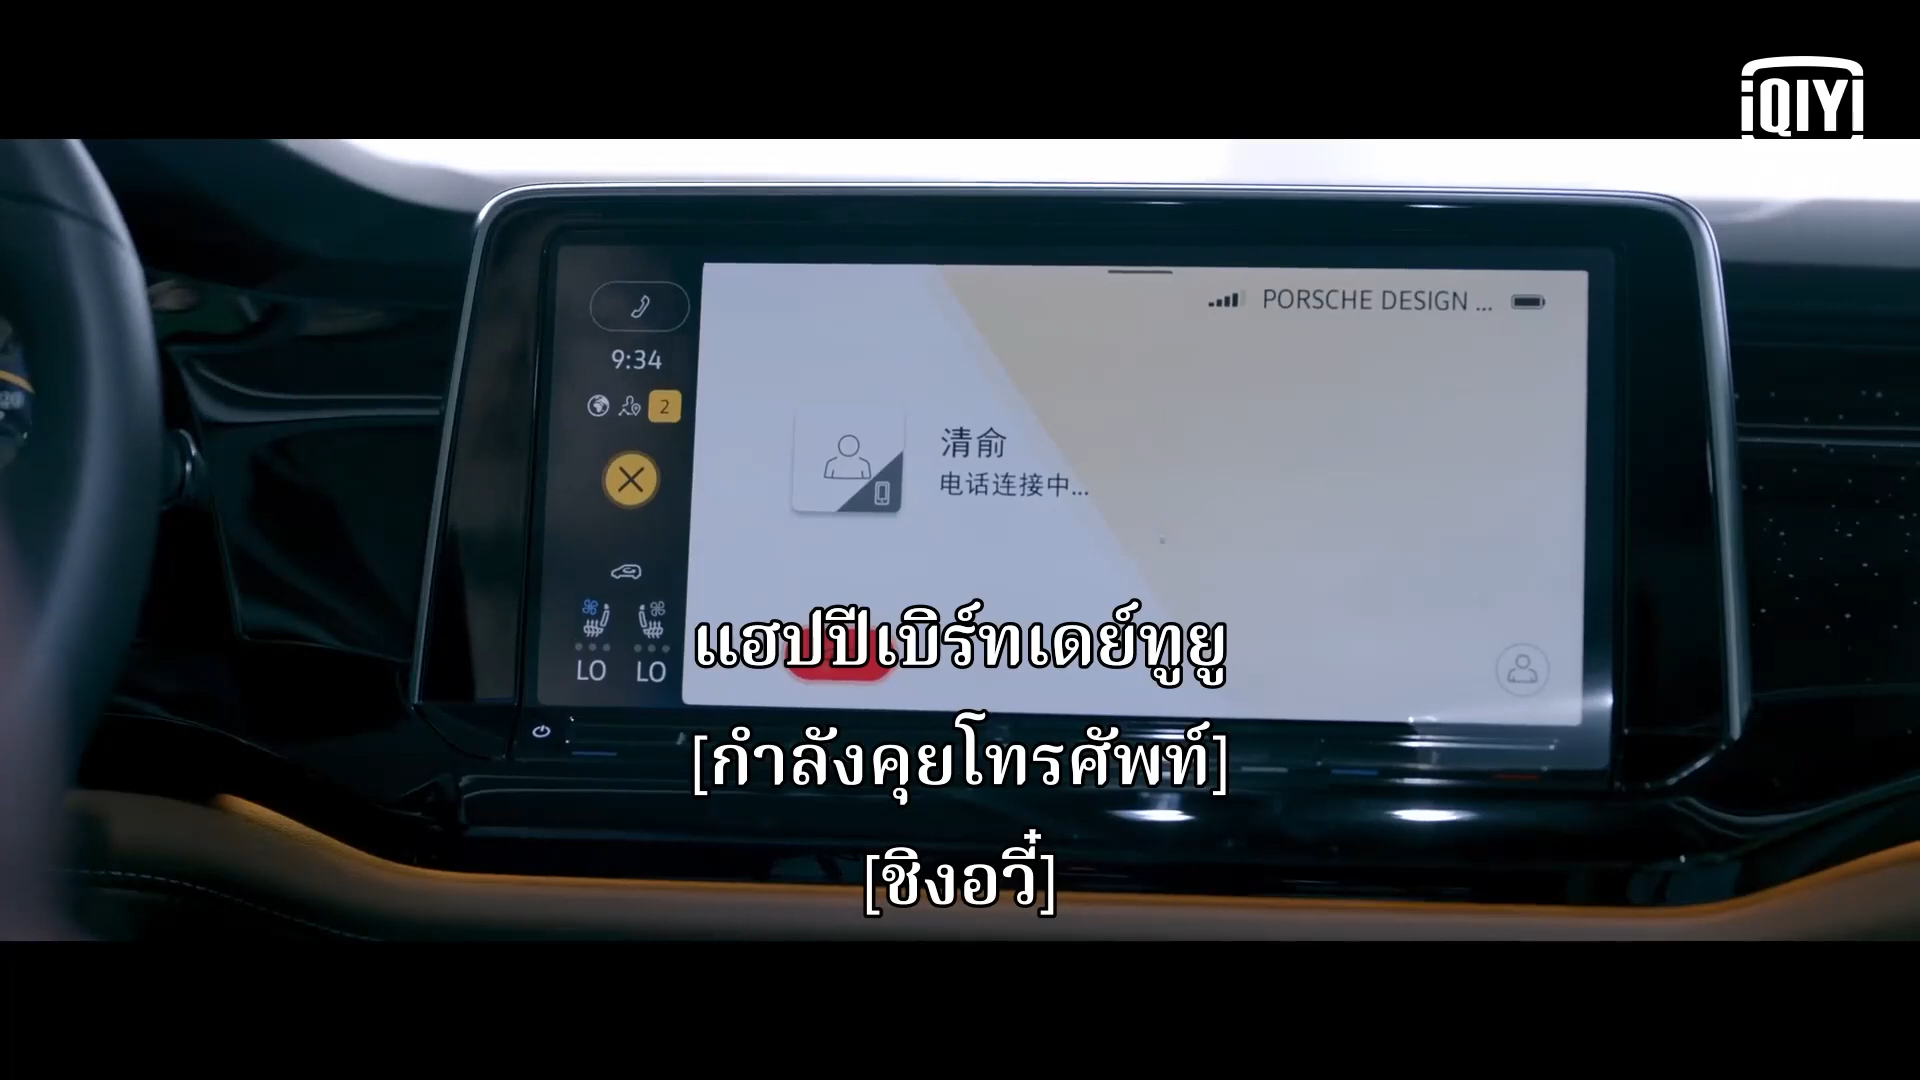 iQIYI
PORSCHE DESIGN ...
9:34
2
清俞
电话连接中...
LO LO
แฮปปีเบิร์ทเดย์ทูยู
[กำลังคุยโทรศัพท์]
[ชิงอวี๋]